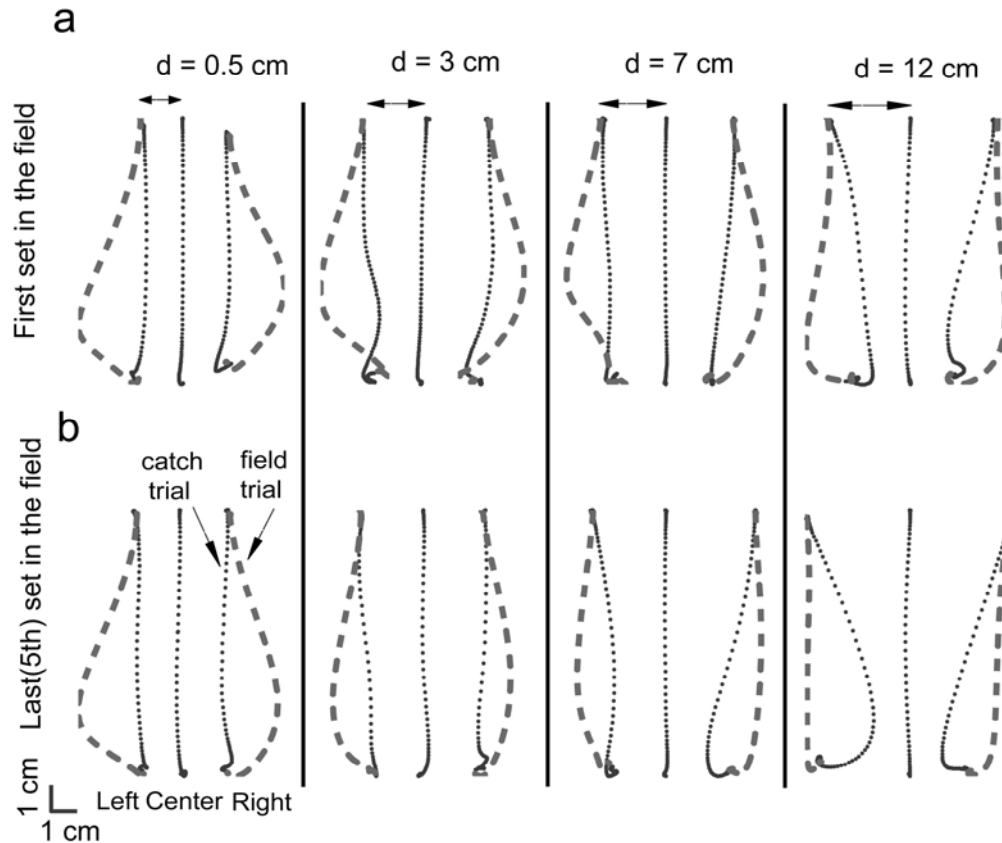 a
d = 0.5 cm
d = 3 cm
d = 7 cm
d = 12 cm
First set in the field
b
Last(5th) set in the field
catch
trial
field
trial
1 cm
1 cm
Left Center Right